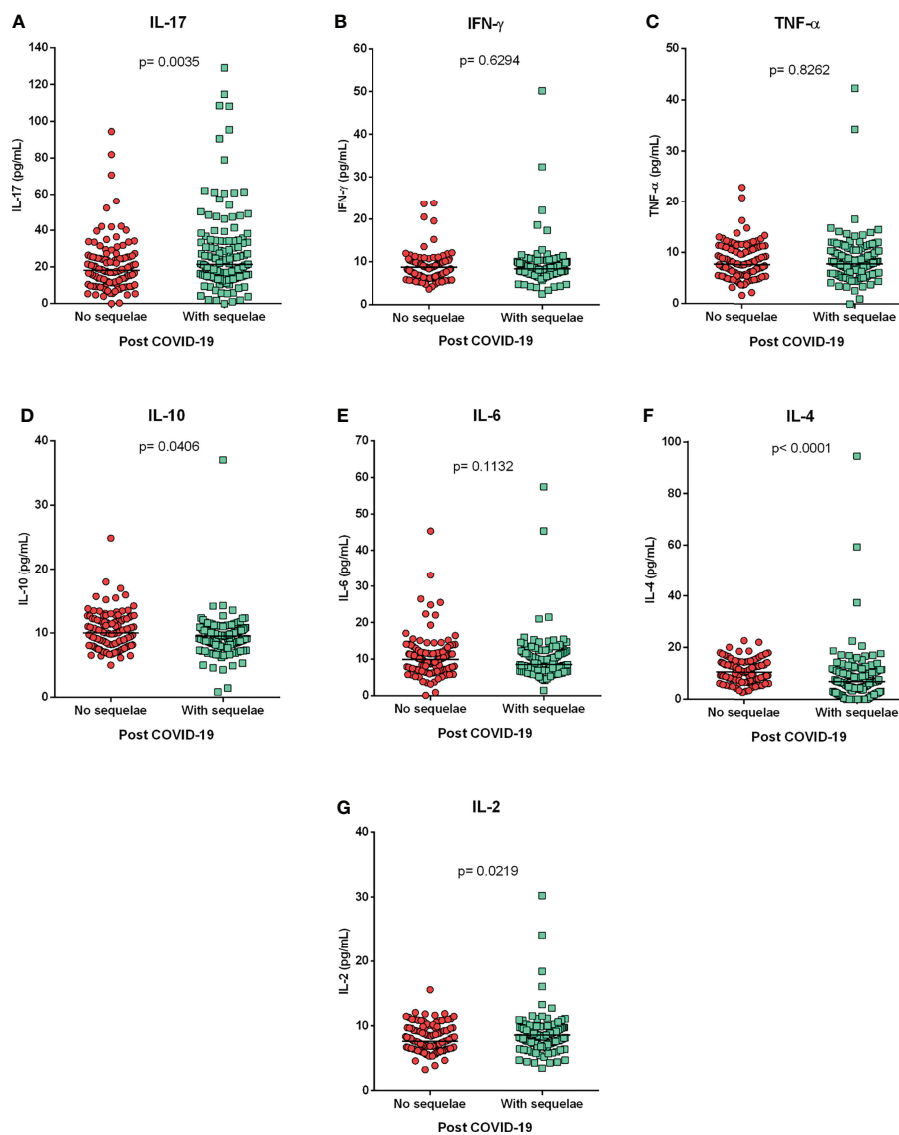 A
IL-17
p= 0.0035
IL-17 (pg/mL)
140
120
100
80
60
40
20
0
No sequelae With sequelae
Post COVID-19
B
IFN-γ
p= 0.6294
IFN-γ (pg/mL)
60
50
40
30
20
10
0
No sequelae With sequelae
Post COVID-19
C
TNF-α
p= 0.8262
TNF-α (pg/mL)
50
40
30
20
10
0
No sequelae With sequelae
Post COVID-19
D
IL-10
p= 0.0406
IL-10 (pg/mL)
40
30
20
10
0
No sequelae With sequelae
Post COVID-19
E
IL-6
p= 0.1132
IL-6 (pg/mL)
70
60
50
40
30
20
10
0
No sequelae With sequelae
Post COVID-19
F
IL-4
p< 0.0001
IL-4 (pg/mL)
100
80
60
40
20
0
No sequelae With sequelae
Post COVID-19
G
IL-2
p= 0.0219
IL-2 (pg/mL)
40
30
20
10
0
No sequelae With sequelae
Post COVID-19